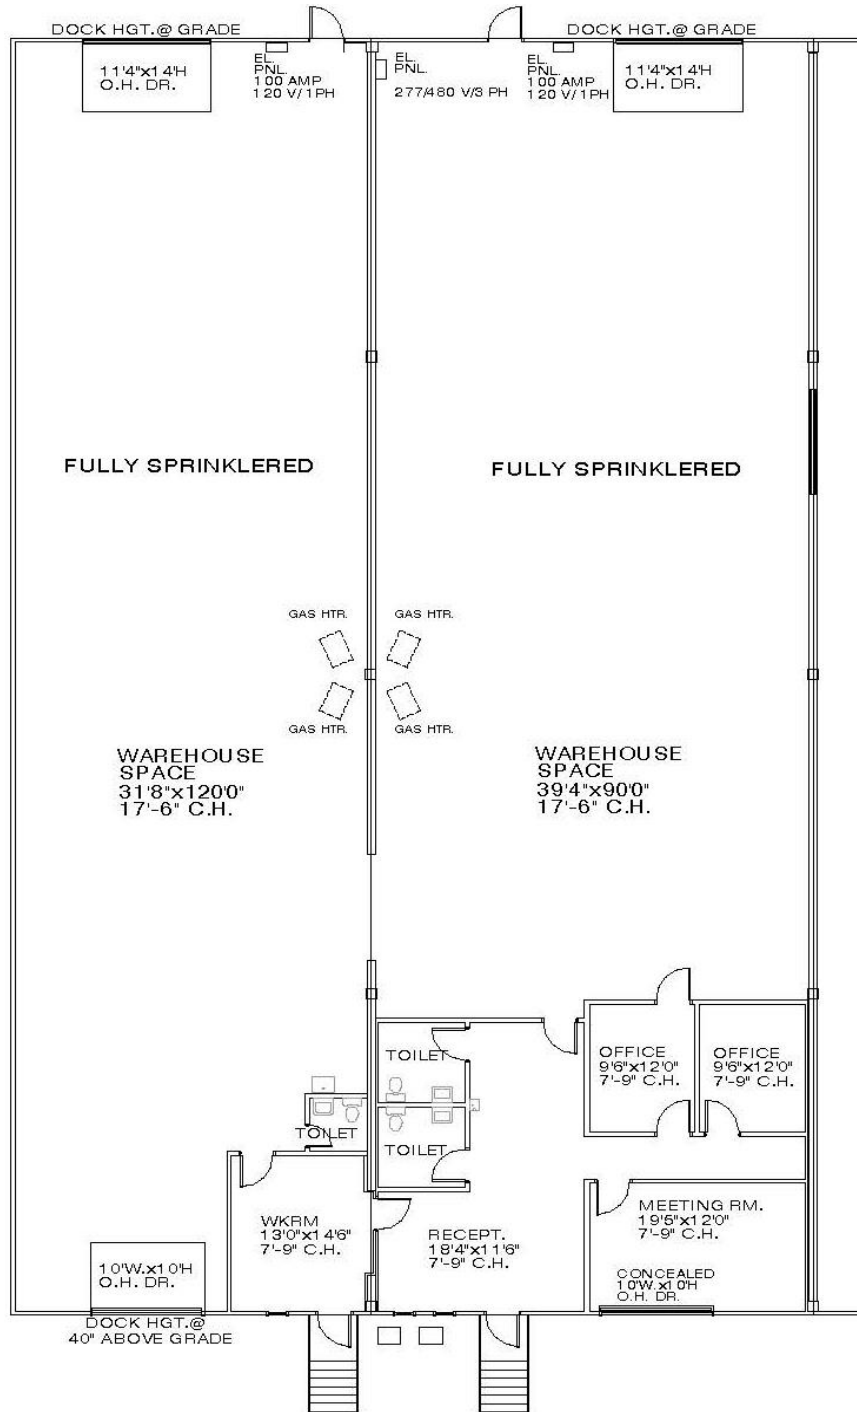 DOCK HGT.@ GRADE
DOCK HGT.@ GRADE
11'4"x14'H
O.H. DR.
EL.
PNL.
100 AMP
120 V/1PH
EL.
PNL.
277/480 V/3 PH
EL.
PNL.
100 AMP
120 V/1PH
11'4"x14'H
O.H. DR.
FULLY SPRINKLERED
FULLY SPRINKLERED
GAS HTR.
GAS HTR.
GAS HTR.
GAS HTR.
WAREHOUSE
SPACE
31'8"x120'0"
17'-6" C.H.
WAREHOUSE
SPACE
39'4"x90'0"
17'-6" C.H.
TOILET
OFFICE
9'6"x12'0"
7'-9" C.H.
OFFICE
9'6"x12'0"
7'-9" C.H.
TOILET
TOILET
WKRM
13'0"x14'6"
7'-9" C.H.
RECEPT.
18'4"x11'6"
7'-9" C.H.
MEETING RM.
19'5"x12'0"
7'-9" C.H.
10'W.x10'H
O.H. DR.
CONCEALED
10'W.x10'H
O.H. DR.
DOCK HGT.@
40" ABOVE GRADE